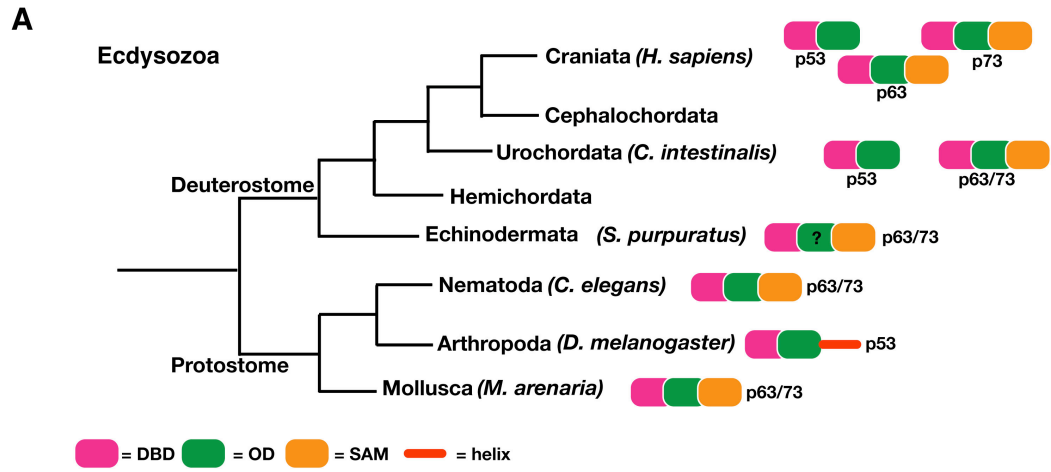 A
Ecdysozoa
Craniata (H. sapiens)
p53
p73
p63
Cephalochordata
Urochordata (C. intestinalis)
p53
p63/73
Deuterostome
Hemichordata
Echinodermata (S. purpuratus)
?
p63/73
Nematoda (C. elegans)
p63/73
Arthropoda (D. melanogaster)
p53
Protostome
Mollusca (M. arenaria)
p63/73
= DBD = OD = SAM = helix